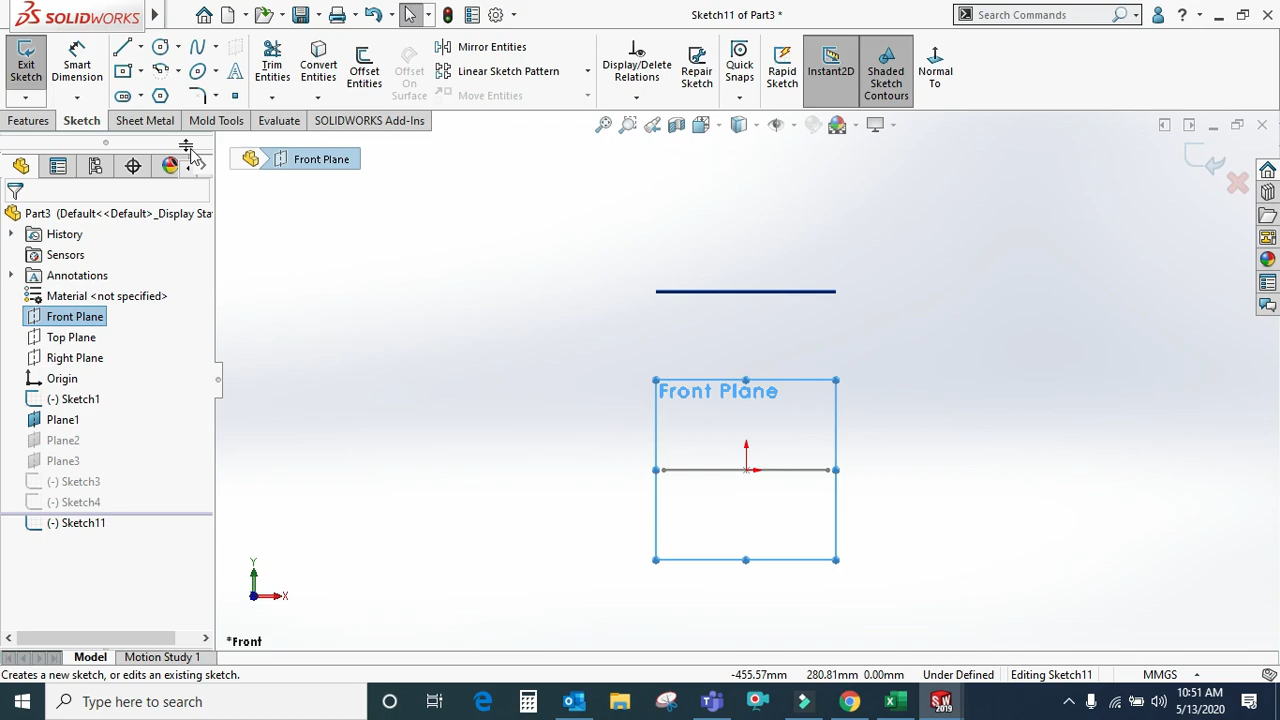 SOLIDWORKS
Sketch11 of Part3 *
Search Commands
?
Exit Sketch
Smart Dimension
Trim Entities
Convert Entities
Offset Entities
Offset On Surface
Mirror Entities
Linear Sketch Pattern
Move Entities
Display/Delete Relations
Repair Sketch
Quick Snaps
Rapid Sketch
Instant2D
Shaded Sketch Contours
Normal To
Features
Sketch
Sheet Metal
Mold Tools
Evaluate
SOLIDWORKS Add-Ins
Front Plane
Part3 (Default<<Default>_Display Sta
History
Sensors
Annotations
Material <not specified>
Front Plane
Top Plane
Right Plane
Origin
(-) Sketch1
Plane1
Plane2
Plane3
(-) Sketch3
(-) Sketch4
(-) Sketch11
Front Plane
Y
X
*Front
Model
Motion Study 1
Creates a new sketch, or edits an existing sketch.
-455.57mm
280.81mm 0.00mm
Under Defined
Editing Sketch11
MMGS
Type here to search
10:51 AM
5/13/2020
SW
2019